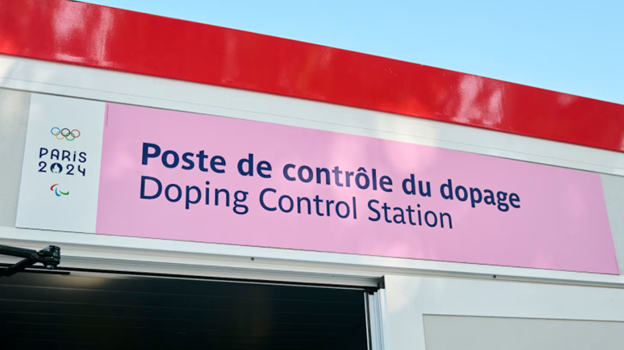 PARIS
2024
Poste de contrôle du dopage
Doping Control Station